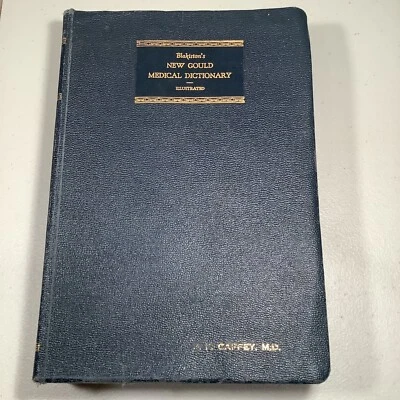 Blakiston's
NEW GOULD
MEDICAL DICTIONARY
ILLUSTRATED
CAFFEY, M.D.